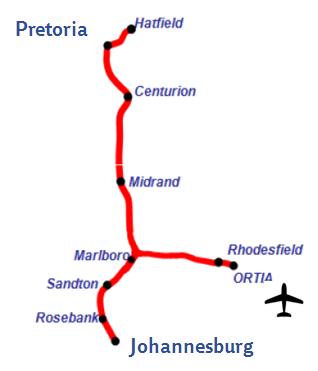 Hatfield
Pretoria
Centurion
Midrand
Rhodesfield
Marlboro
ORTIA
Sandton
Rosebank
Johannesburg